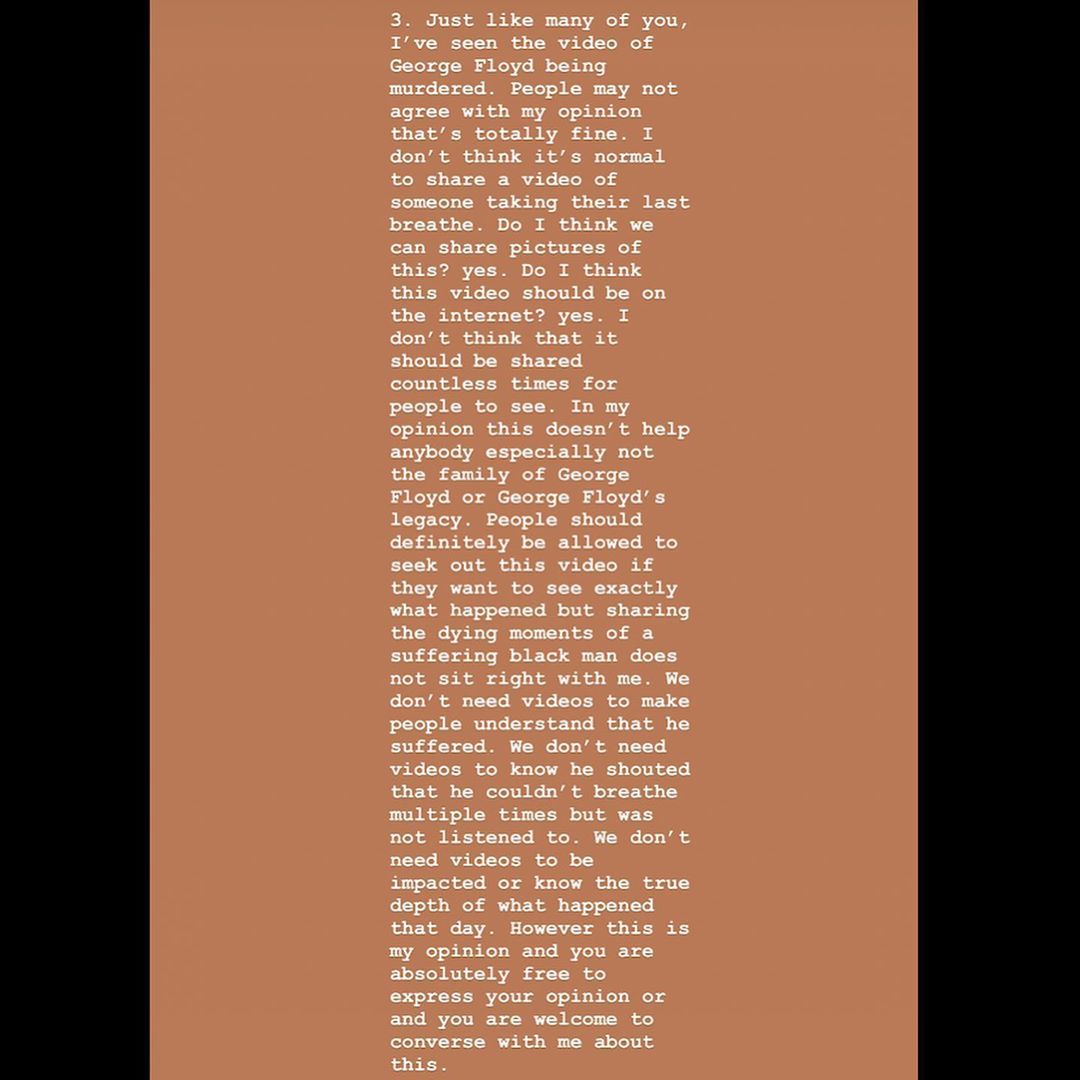 3. Just like many of you,
I've seen the video of
George Floyd being
murdered. People may not
agree with my opinion
that's totally fine. I
don't think it's normal
to share a video of
someone taking their last
breathe. Do I think we
can share pictures of
this? yes. Do I think
this video should be on
the internet? yes. I
don't think that it
should be shared
countless times for
people to see. In my
opinion this doesn't help
anybody especially not
the family of George
Floyd or George Floyd's
legacy. People should
definitely be allowed to
seek out this video if
they want to see exactly
what happened but sharing
the dying moments of a
suffering black man does
not sit right with me. We
don't need videos to make
people understand that he
suffered. We don't need
videos to know he shouted
that he couldn't breathe
multiple times but was
not listened to. We don't
need videos to be
impacted or know the true
depth of what happened
that day. However this is
my opinion and you are
absolutely free to
express your opinion or
and you are welcome to
converse with me about
this.